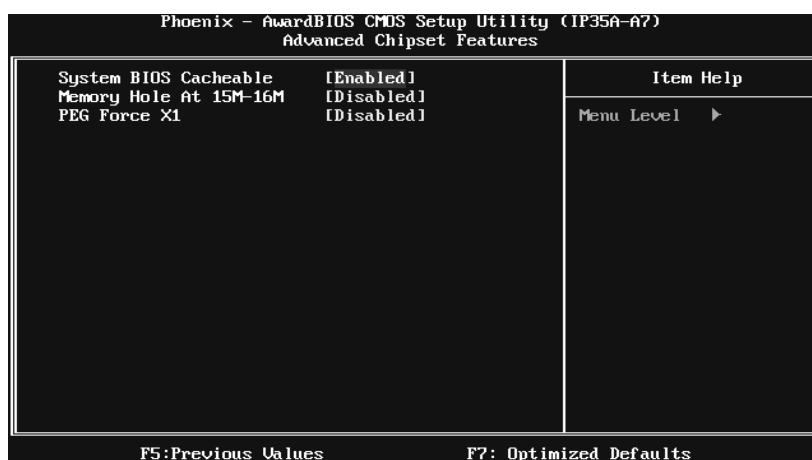 Phoenix – AwardBIOS CMOS Setup Utility (IP35A-A7)
Advanced Chipset Features
System BIOS Cacheable [Enabled]
Memory Hole At 15M-16M [Disabled]
PEG Force X1 [Disabled]
Item Help
Menu Level
F5:Previous Values F7: Optimized Defaults